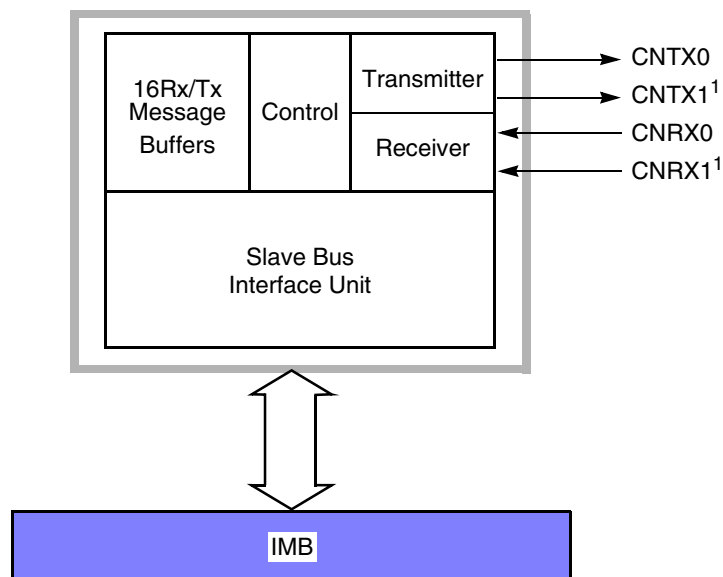 16Rx/Tx
Message
Buffers
Control
Transmitter
Receiver
CNTX0
CNTX1¹
CNRX0
CNRX1¹
Slave Bus
Interface Unit
IMB